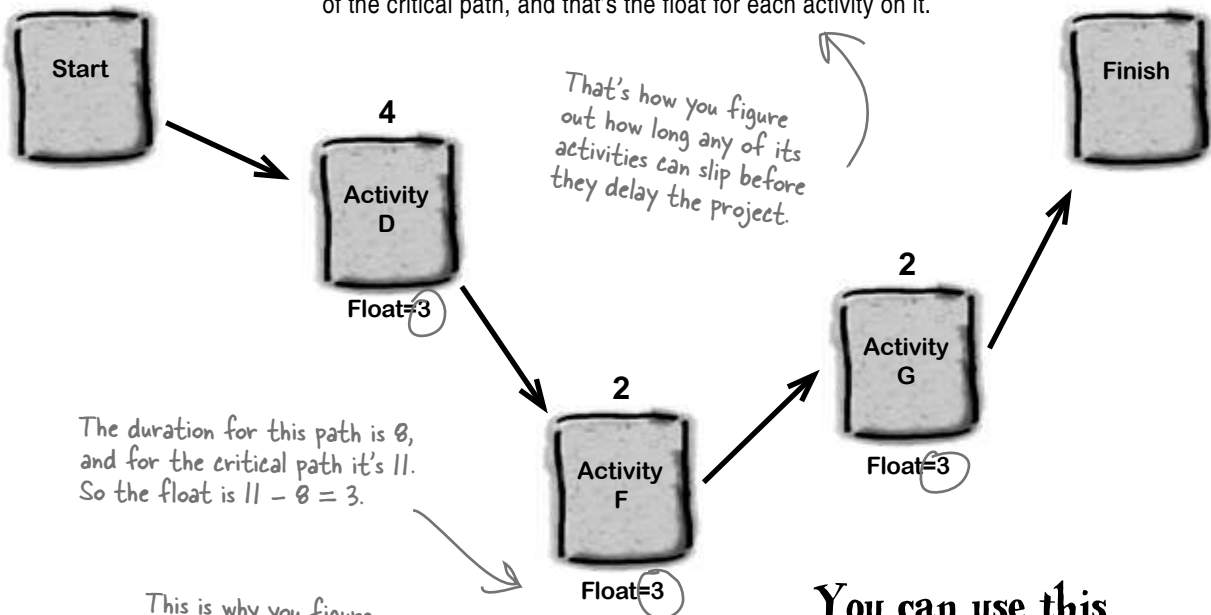 of the critical path, and that's the float for each activity on it.
Start
Finish
That's how you figure
out how long any of its
activities can slip before
they delay the project.
4
Activity
D
Float=3
2
Activity
G
Float=3
The duration for this path is 8,
and for the critical path it's 11.
So the float is 11 – 8 = 3.
2
Activity
F
Float=3
This is why you figure
You can use this